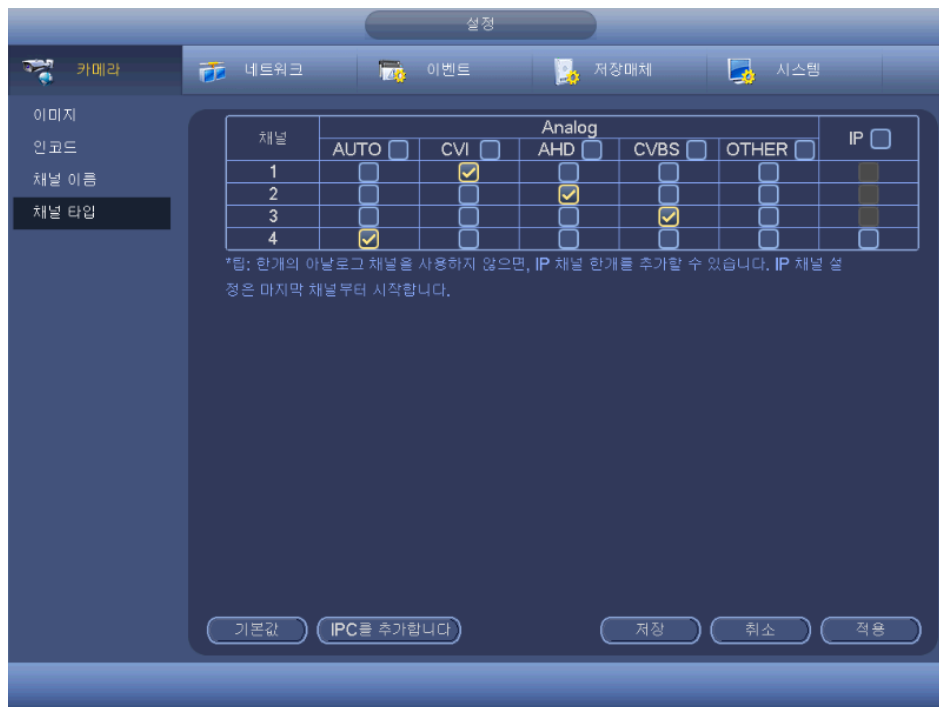 설정
카메라 네트워크 이벤트 저장매체 시스템
이미지
인코드
채널 이름
채널 타입
채널 Analog IP
AUTO CVI AHD CVBS OTHER
1
2
3
4
*팁: 한개의 아날로그 채널을 사용하지 않으면, IP 채널 한개를 추가할 수 있습니다. IP 채널 설
정은 마지막 채널부터 시작합니다.
기본값 IPC를 추가합니다 저장 취소 적용